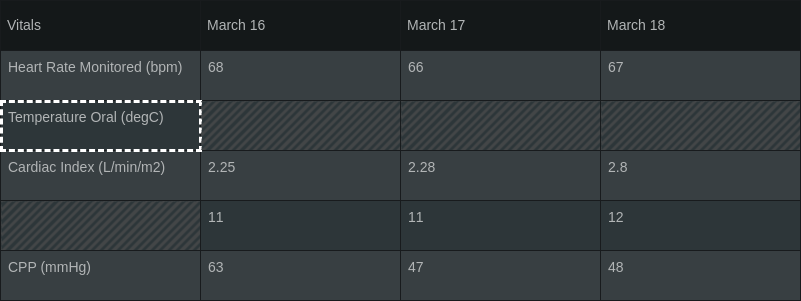 Vitals March 16 March 17 March 18
Heart Rate Monitored (bpm) 68 66 67
Temperature Oral (degC)
Cardiac Index (L/min/m2) 2.25 2.28 2.8
11 11 12
CPP (mmHg) 63 47 48